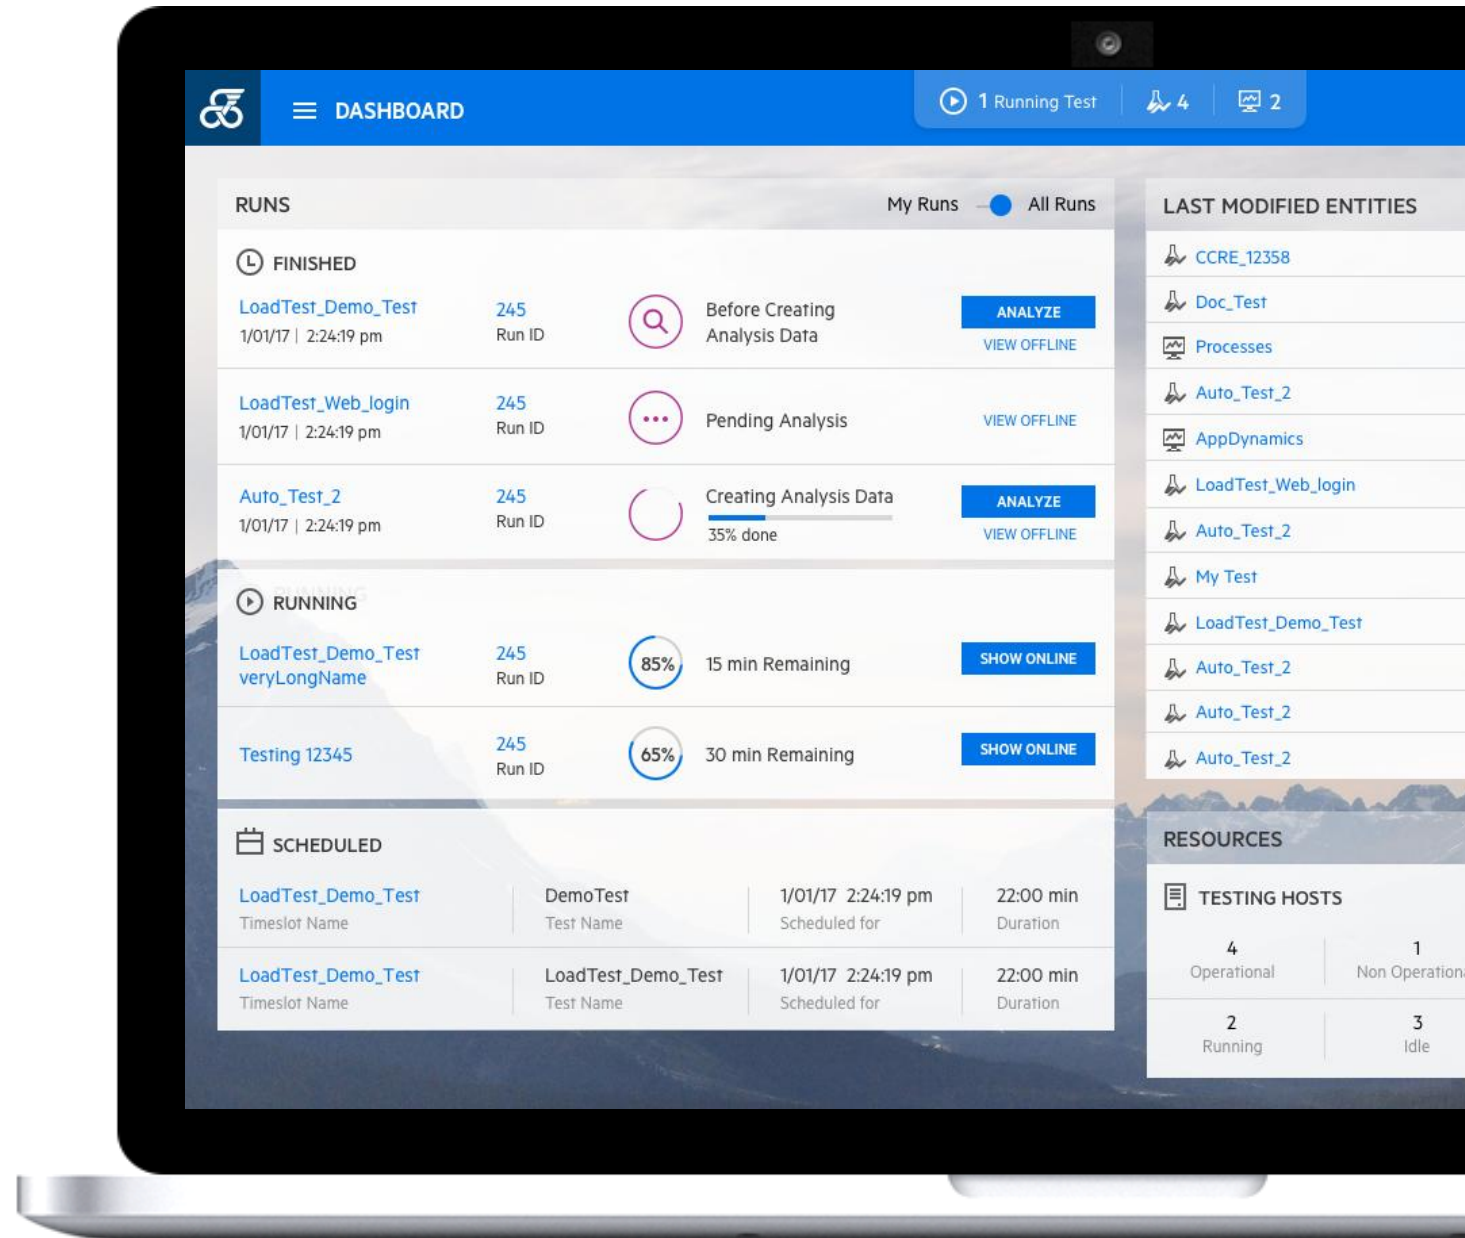 DASHBOARD
1 Running Test
4
2
RUNS
My Runs
All Runs
FINISHED
LoadTest_Demo_Test
1/01/17 | 2:24:19 pm
245
Run ID
Before Creating
Analysis Data
ANALYZE
VIEW OFFLINE
LoadTest_Web_login
1/01/17 | 2:24:19 pm
245
Run ID
Pending Analysis
VIEW OFFLINE
Auto_Test_2
1/01/17 | 2:24:19 pm
245
Run ID
Creating Analysis Data
35% done
ANALYZE
VIEW OFFLINE
RUNNING
LoadTest_Demo_Test
veryLongName
245
Run ID
85%
15 min Remaining
SHOW ONLINE
Testing 12345
245
Run ID
65%
30 min Remaining
SHOW ONLINE
SCHEDULED
LoadTest_Demo_Test
Timeslot Name
DemoTest
Test Name
1/01/17 2:24:19 pm
Scheduled for
22:00 min
Duration
LoadTest_Demo_Test
Timeslot Name
LoadTest_Demo_Test
Test Name
1/01/17 2:24:19 pm
Scheduled for
22:00 min
Duration
LAST MODIFIED ENTITIES
CCRE_12358
Doc_Test
Processes
Auto_Test_2
AppDynamics
LoadTest_Web_login
Auto_Test_2
My Test
LoadTest_Demo_Test
Auto_Test_2
Auto_Test_2
Auto_Test_2
RESOURCES
TESTING HOSTS
4
Operational
1
Non Operationa
2
Running
3
Idle